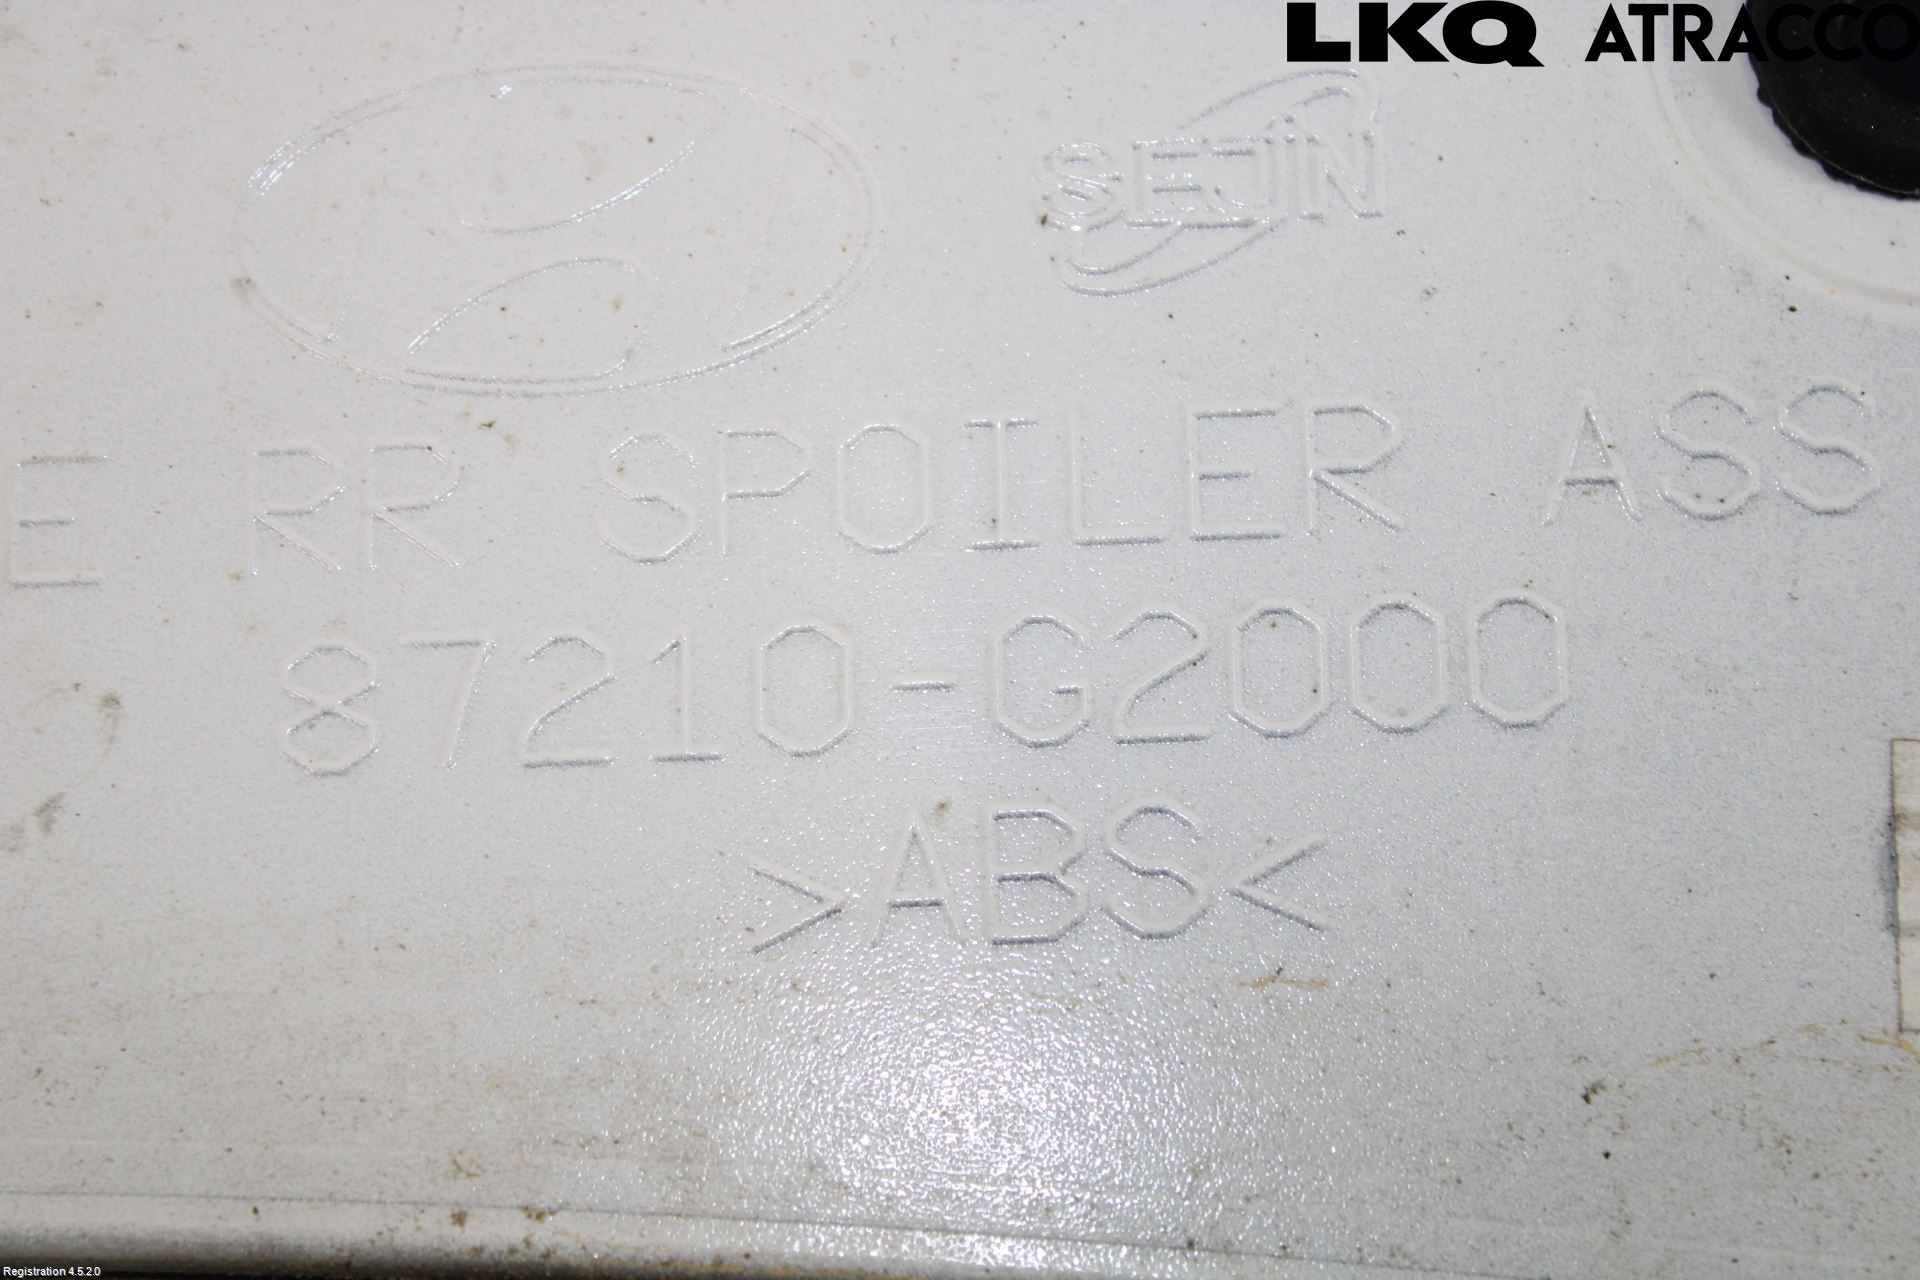 LKQ ATRACCO
SEJIN
E RR SPOILER ASS
87210-G2000
>ABS<
Registration 4.5.2.0